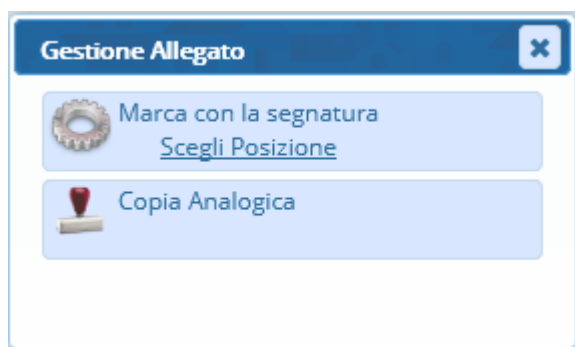 Gestione Allegato
Marca con la segnatura
Scegli Posizione
Copia Analogica